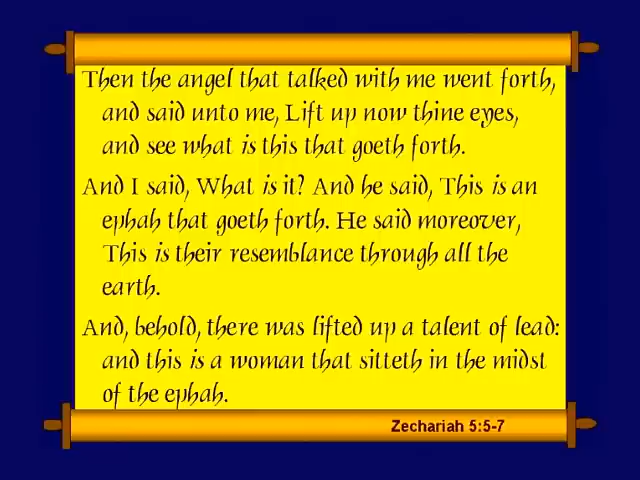 Then the angel that talked with me went forth,
and said unto me, Lift up now thine eyes,
and see what is this that goeth forth.
And I said, What is it? And he said, This is an
ephah that goeth forth. He said moreover,
This is their resemblance through all the
earth.
And, behold, there was lifted up a talent of lead:
and this is a woman that sitteth in the midst
of the ephah.
Zechariah 5:5-7